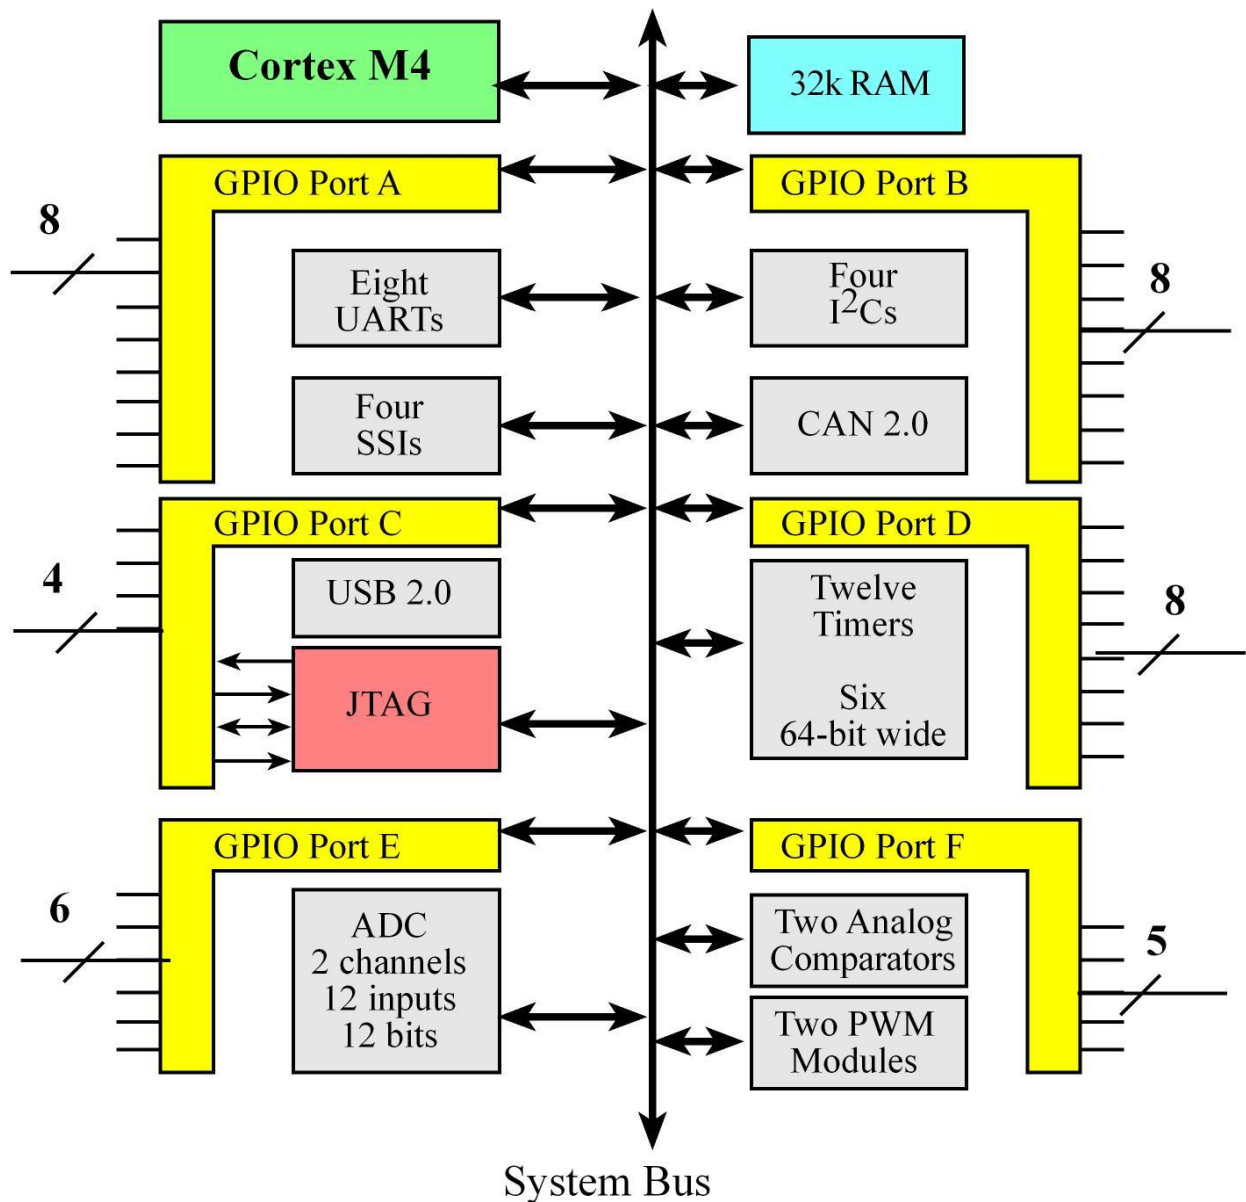 Cortex M4
32k RAM
GPIO Port A
GPIO Port B
8
Eight
UARTs
Four
I²Cs
8
Four
SSIs
CAN 2.0
GPIO Port C
GPIO Port D
4
USB 2.0
Twelve
Timers
8
JTAG
Six
64-bit wide
GPIO Port E
GPIO Port F
6
ADC
2 channels
12 inputs
12 bits
Two Analog
Comparators
5
Two PWM
Modules
System Bus